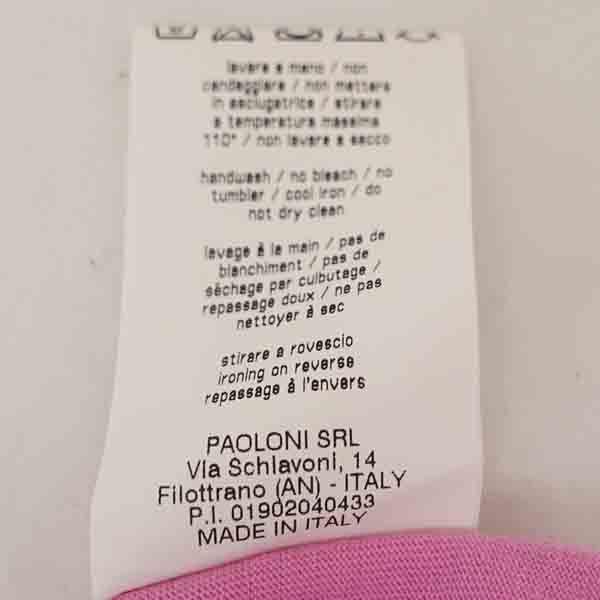 lavare a mano / non
candeggiare / non mettere
in asciugatrice / stirare
a temperatura massima
110° / non lavare a secco
handwash / no bleach / no
tumbler / cool iron / do
not dry clean
lavage à la main / pas de
blanchiment / pas de
séchage par culbutage /
repassage doux / ne pas
nettoyer à sec
stirare a rovescio
ironing on reverse
repassage à l'envers
PAOLONI SRL
Via Schiavoni, 14
Filottrano (AN) - ITALY
P.I. 01902040433
MADE IN ITALY